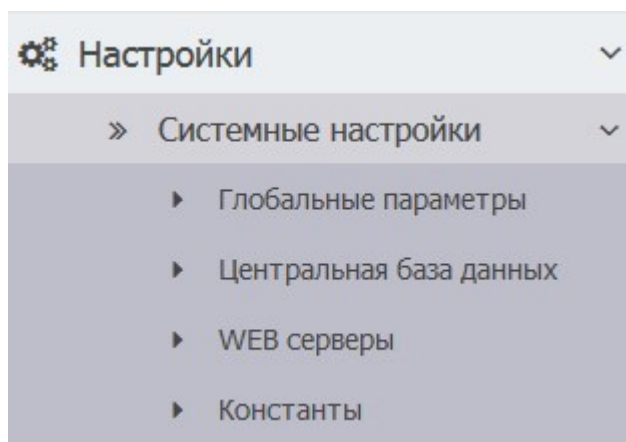 Настройки
Системные настройки
Глобальные параметры
Центральная база данных
WEB серверы
Константы